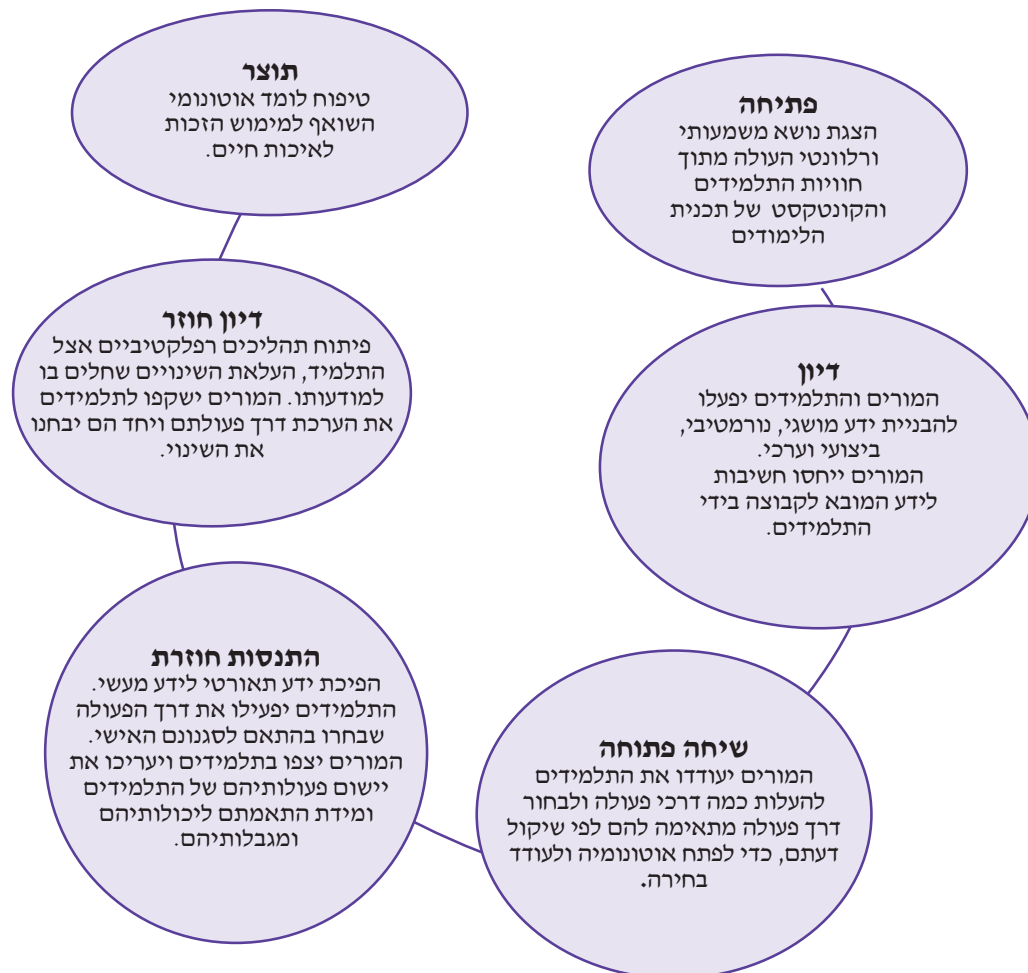 פתיחה
הצגת נושא משמעותי
ורלוונטי העולה מתוך
חוויות התלמידים
והקונטקסט של תכנית
הלימודים
דיון
המורים והתלמידים יפעלו
להבניית ידע מושגי, נורמטיבי,
ביצועי וערכי.
המורים ייחסו חשיבות
לידע המובא לקבוצה בידי
התלמידים.
שיחה פתוחה
המורים יעודדו את התלמידים
להעלות כמה דרכי פעולה ולבחור
דרך פעולה מתאימה להם לפי שיקול
דעתם, כדי לפתח אוטונומיה ולעודד
בחירה.
התנסות חוזרת
הפיכת ידע תאורטי לידע מעשי.
התלמידים יפעילו את דרך הפעולה
שבחרו בהתאם לסגנונם האישי.
המורים יצפו בתלמידים ויעריכו את
יישום פעולותיהם של התלמידים
ומידת התאמתם ליכולותיהם
ומגבלותיהם.
דיון חוזר
פיתוח תהליכים רפלקטיביים אצל
התלמיד, העלאת השינויים שחלים בו
למודעותו. המורים ישקפו לתלמידים
את הערכת דרך פעולתם ויחד הם יבחנו
את השינוי.
תוצר
טיפוח לומד אוטונומי
השואף למימוש הזכות
לאיכות חיים.